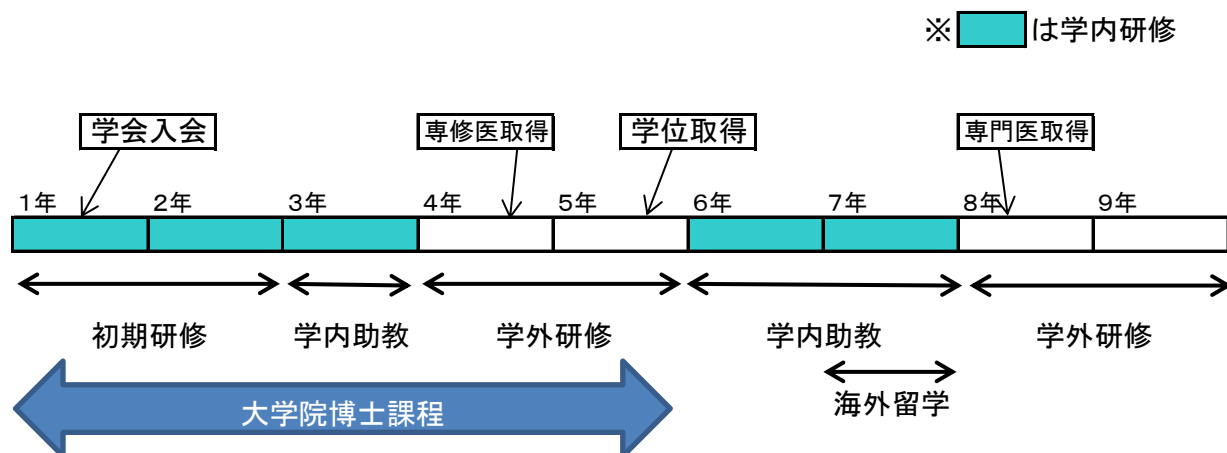 ※ は学内研修
学会入会
専修医取得
学位取得
専門医取得
1年 2年 3年 4年 5年 6年 7年 8年 9年
初期研修 学内助教 学外研修 学内助教 学外研修
海外留学
大学院博士課程